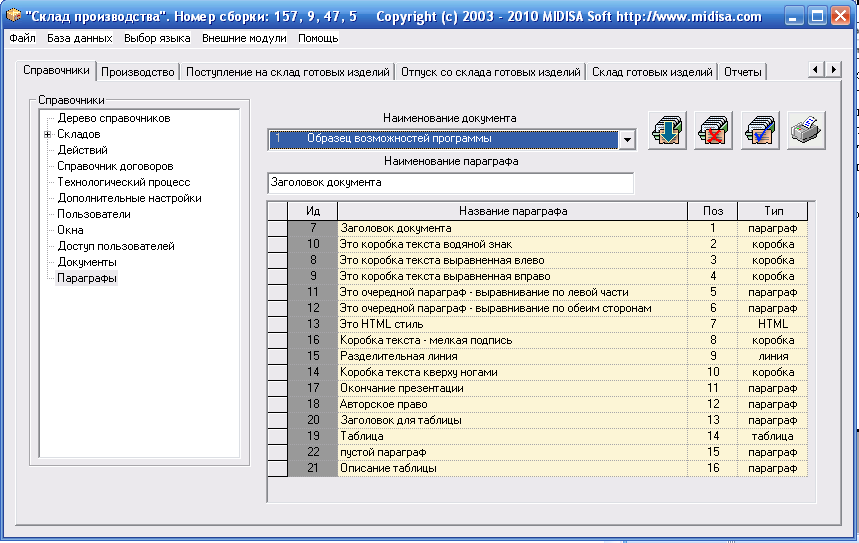 "Склад производства". Номер сборки: 157, 9, 47, 5 Copyright (c) 2003 - 2010 MIDISA Soft http://www.midisa.com
Файл База данных Выбор языка Внешние модули Помощь
Справочники Производство Поступление на склад готовых изделий Отпуск со склада готовых изделий Склад готовых изделий Отчеты
Справочники
Дерево справочников
Складов
Действий
Справочник договоров
Технологический процесс
Дополнительные настройки
Пользователи
Окна
Доступ пользователей
Документы
Параграфы
Наименование документа
1 Образец возможностей программы
Наименование параграфа
Заголовок документа
Ид Название параграфа Поз Тип
7 Заголовок документа 1 параграф
10 Это коробка текста водяной знак 2 коробка
8 Это коробка текста выравненная влево 3 коробка
9 Это коробка текста выравненная вправо 4 коробка
11 Это очередной параграф - выравнивание по левой части 5 параграф
12 Это очередной параграф - выравнивание по обеим сторонам 6 параграф
13 Это HTML стиль 7 HTML
16 Коробка текста - мелкая подпись 8 коробка
15 Разделительная линия 9 линия
14 Коробка текста кверху ногами 10 коробка
17 Окончание презентации 11 параграф
18 Авторское право 12 параграф
20 Заголовок для таблицы 13 параграф
19 Таблица 14 таблица
22 пустой параграф 15 параграф
21 Описание таблицы 16 параграф